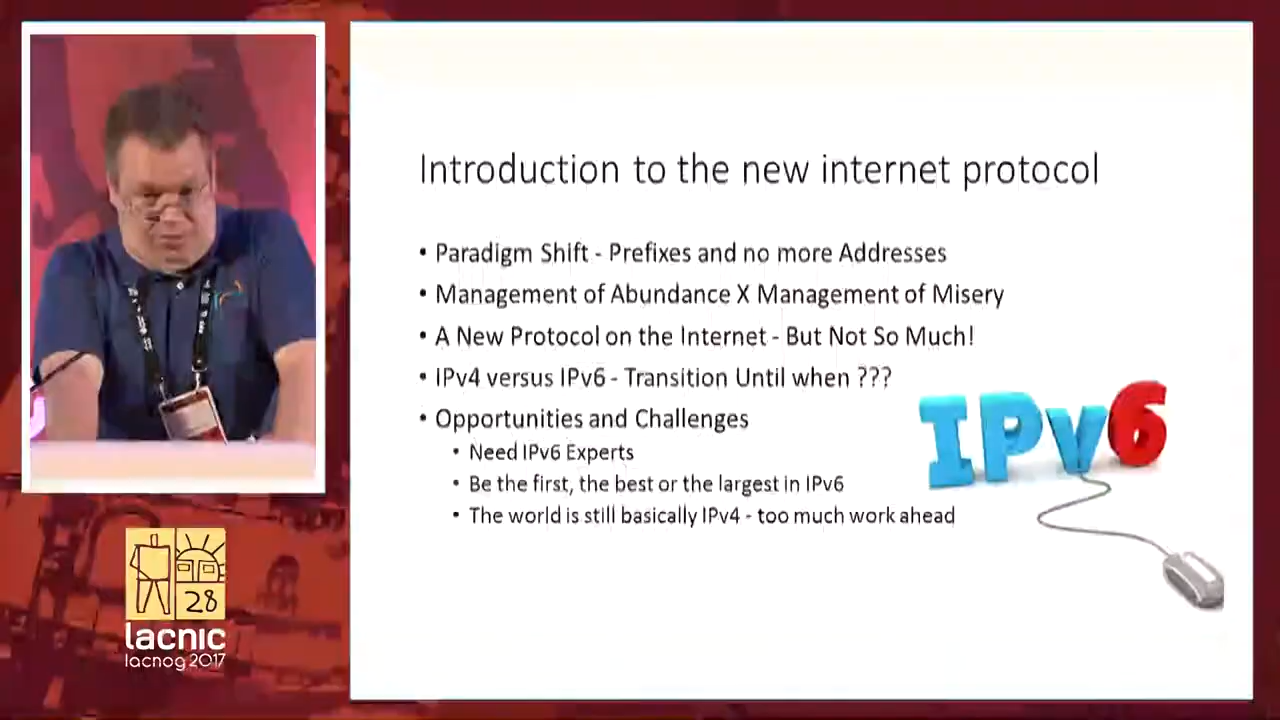 Introduction to the new internet protocol
• Paradigm Shift - Prefixes and no more Addresses
• Management of Abundance X Management of Misery
• A New Protocol on the Internet - But Not So Much!
• IPv4 versus IPv6 - Transition Until when ???
• Opportunities and Challenges
• Need IPv6 Experts
• Be the first, the best or the largest in IPv6
• The world is still basically IPv4 - too much work ahead
IPv6
28
lacnic
lacnog 2017